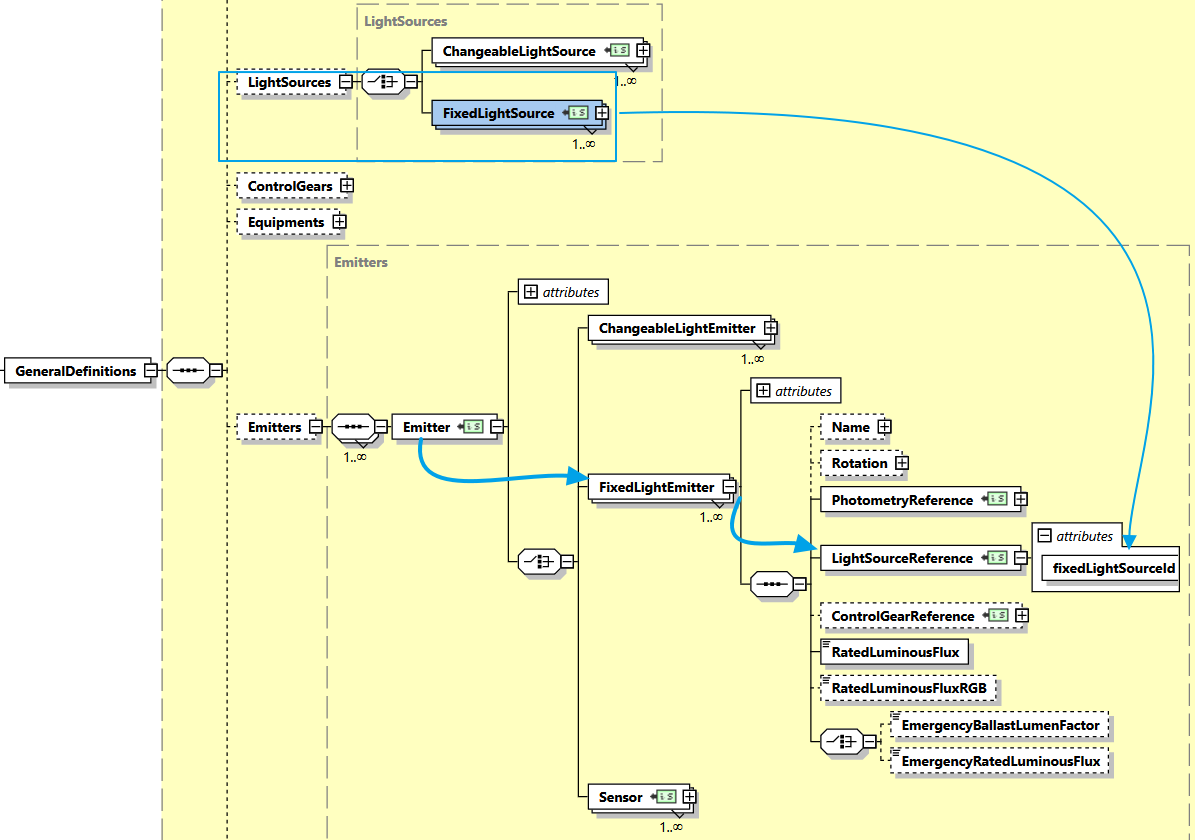 LightSources
ChangeableLightSource
1..∞
LightSources
FixedLightSource
1..∞
ControlGears
Equipments
Emitters
attributes
ChangeableLightEmitter
1..∞
GeneralDefinitions
attributes
Emitters
1..∞
Emitter
Name
Rotation
FixedLightEmitter
1..∞
PhotometryReference
attributes
LightSourceReference
fixedLightSourceId
ControlGearReference
RatedLuminousFlux
RatedLuminousFluxRGB
EmergencyBallastLumenFactor
EmergencyRatedLuminousFlux
Sensor
1..∞